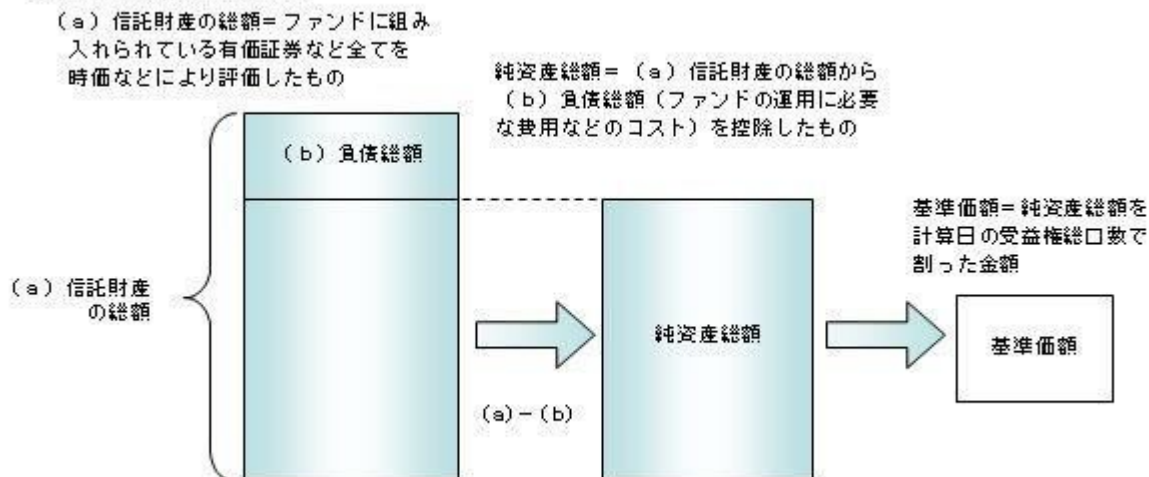 （a）信託財産の総額＝ファンドに組み
入れられている有価証券など全てを
時価などにより評価したもの
純資産総額＝（a）信託財産の総額から
（b）負債総額（ファンドの運用に必要
な費用などのコスト）を控除したもの
（b）負債総額
基準価額＝純資産総額を
計算日の受益権総口数で
割った金額
（a）信託財産
の総額
純資産総額
基準価額
（a）－（b）